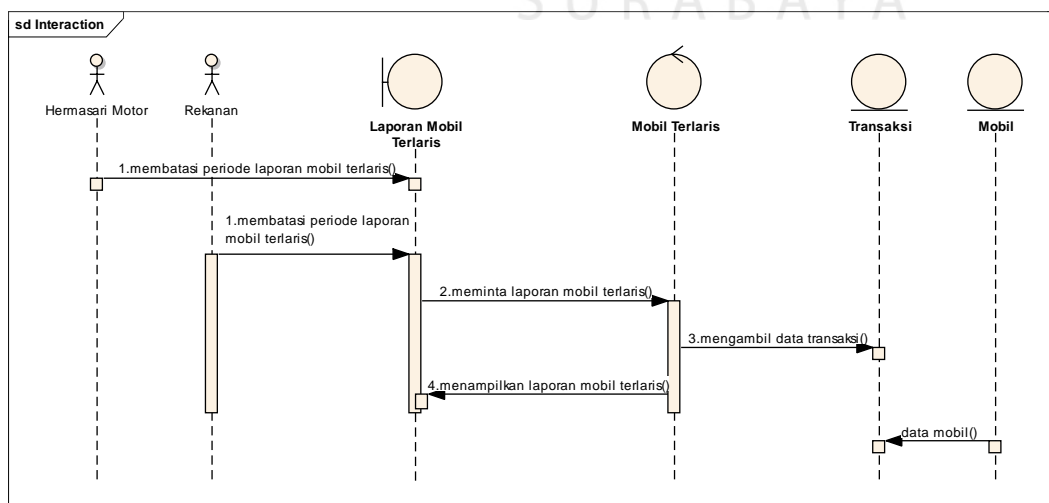 SURABAYA
sd Interaction
Hermasari Motor
Rekanan
Laporan Mobil
Terlaris
Mobil Terlaris
Transaksi
Mobil
1.membatasi periode laporan mobil terlaris()
1.membatasi periode laporan
mobil terlaris()
2.meminta laporan mobil terlaris()
3.mengambil data transaksi()
4.menampilkan laporan mobil terlaris()
data mobil()